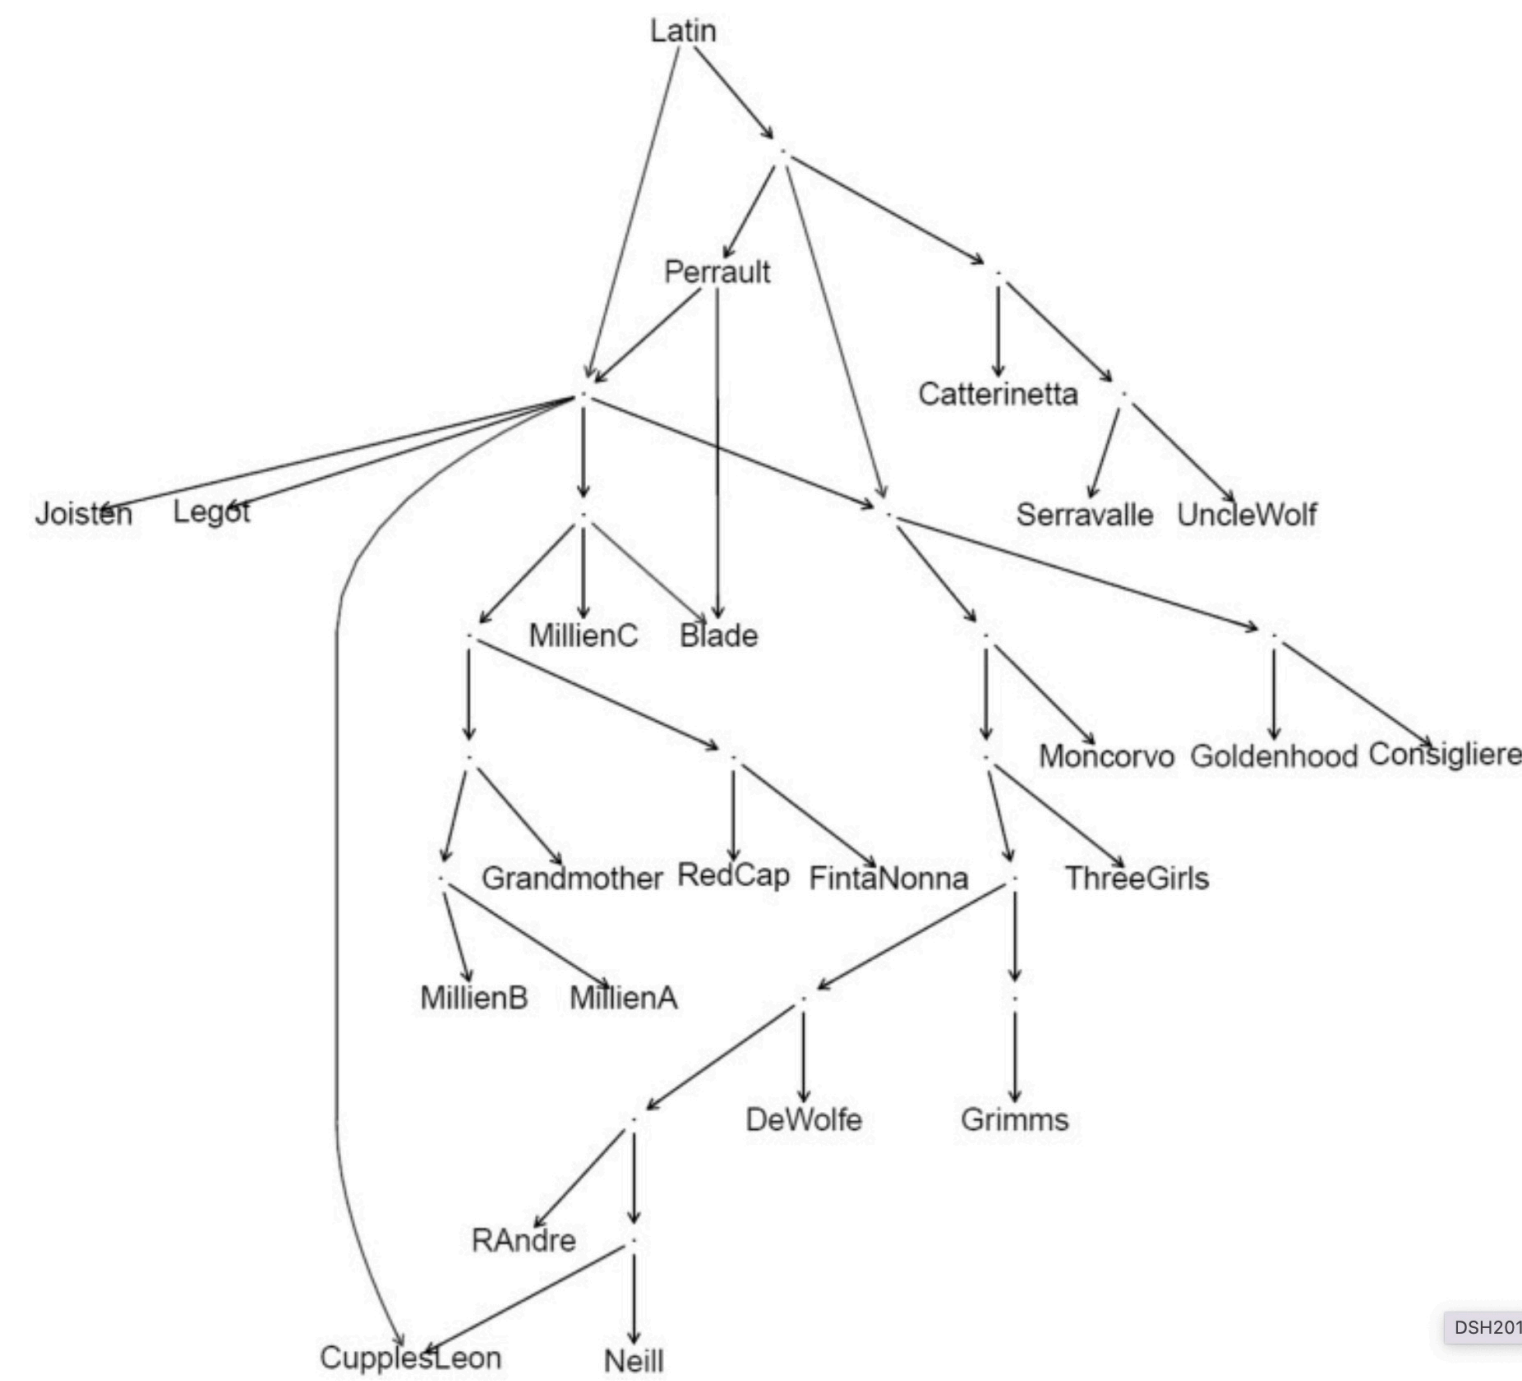 Latin
Perrault
Catterinetta
Joisten
Legot
Serravalle
UncleWolf
MillienC
Blade
Moncorvo
Goldenhood
Consigliere
Grandmother
RedCap
FintaNonna
ThreeGirls
MillienB
MillienA
DeWolfe
Grimms
RAndre
DSH201
CupplesLeon
Neill